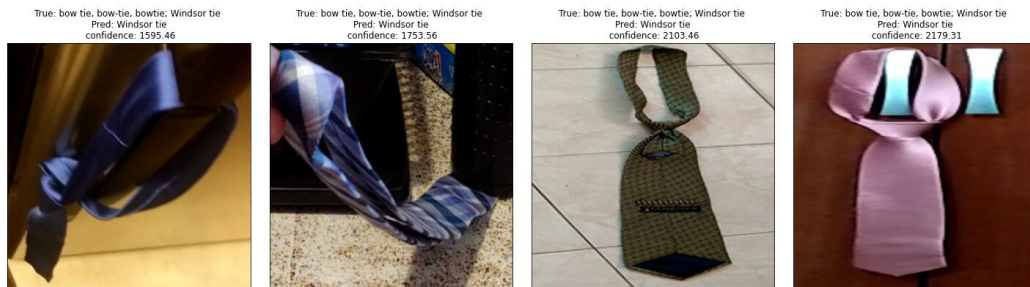 True: bow tie, bow-tie, bowtie; Windsor tie
Pred: Windsor tie
confidence: 1595.46
True: bow tie, bow-tie, bowtie; Windsor tie
Pred: Windsor tie
confidence: 1753.56
True: bow tie, bow-tie, bowtie; Windsor tie
Pred: Windsor tie
confidence: 2103.46
True: bow tie, bow-tie, bowtie; Windsor tie
Pred: Windsor tie
confidence: 2179.31